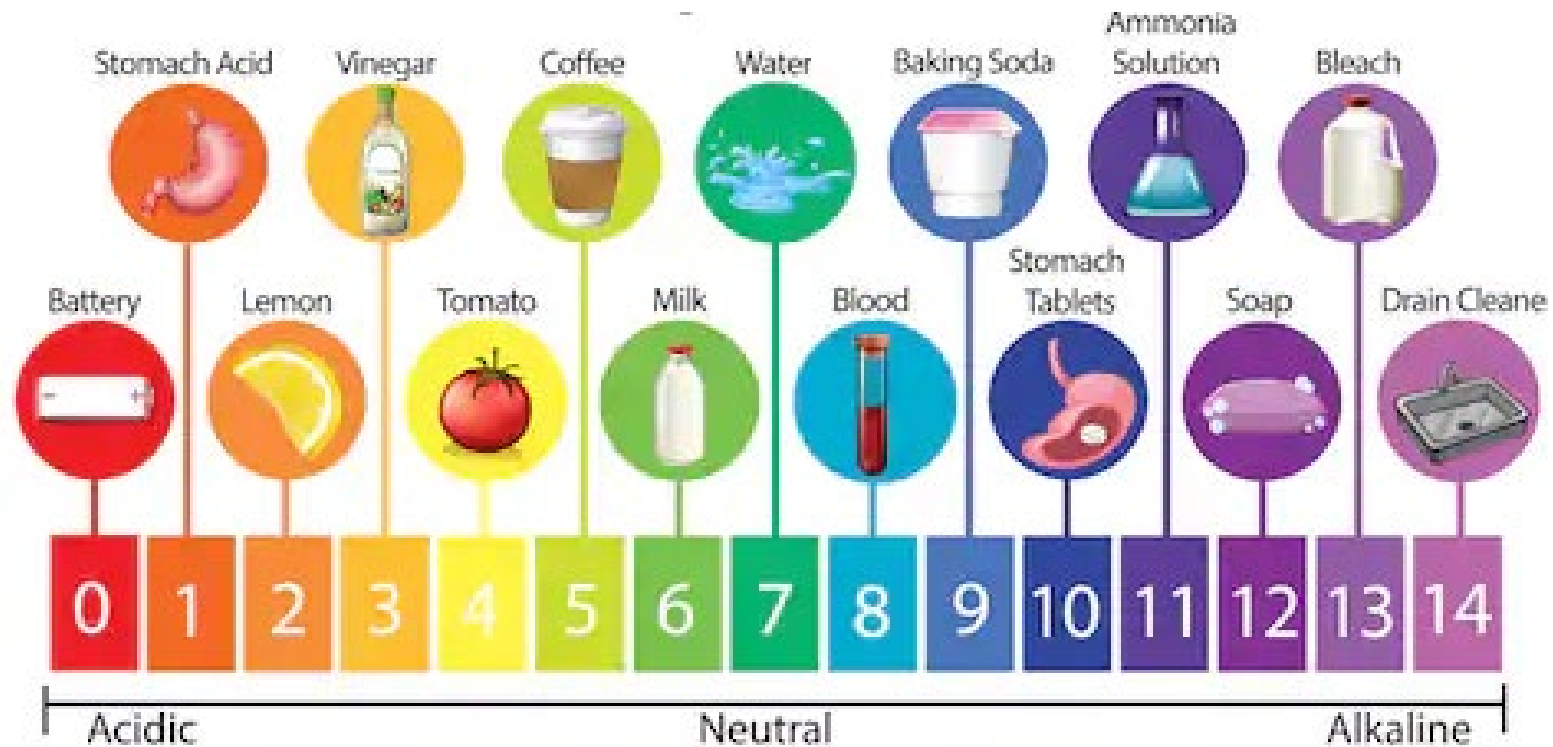 Ammonia
Stomach Acid Vinegar Coffee Water Baking Soda Solution Bleach
Stomach
Battery Lemon Tomato Milk Blood Tablets Soap Drain Cleane
0 1 2 3 4 5 6 7 8 9 10 11 12 13 14
Acidic Neutral Alkaline